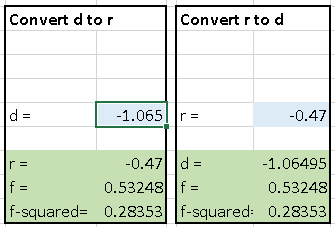 Convert d to r Convert r to d
d = -1.065 r = -0.47
r = -0.47 d = -1.06495
f = 0.53248 f = 0.53248
f-squared= 0.28353 f-squared= 0.28353